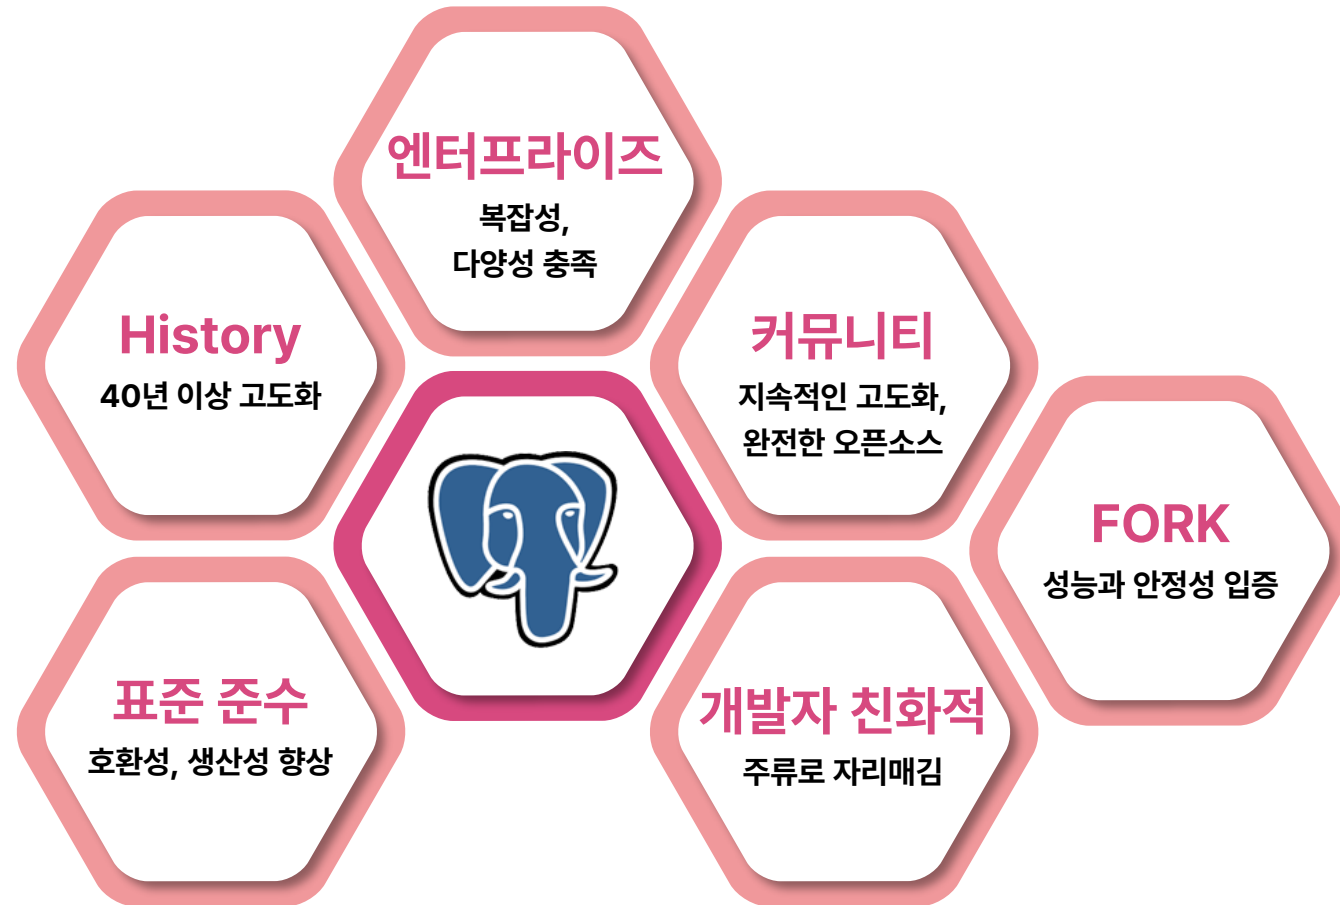 엔터프라이즈
복잡성,
다양성 충족
History
40년 이상 고도화
커뮤니티
지속적인 고도화,
완전한 오픈소스
FORK
성능과 안정성 입증
표준 준수
호환성, 생산성 향상
개발자 친화적
주류로 자리매김